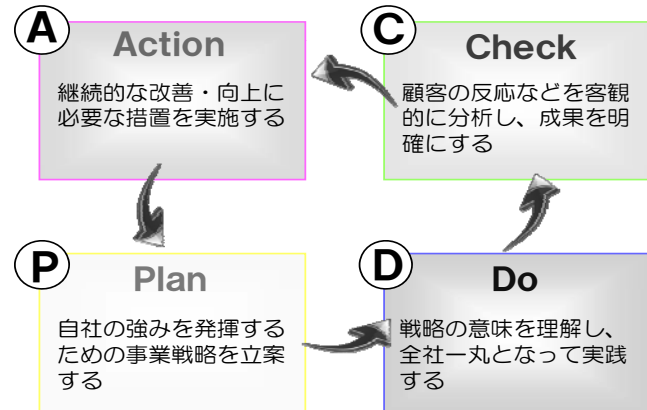 A
Action
継続的な改善・向上に
必要な措置を実施する
C
Check
顧客の反応などを客観
的に分析し、成果を明
確にする
P
Plan
自社の強みを発揮する
ための事業戦略を立案
する
D
Do
戦略の意味を理解し、
全社一丸となって実践
する